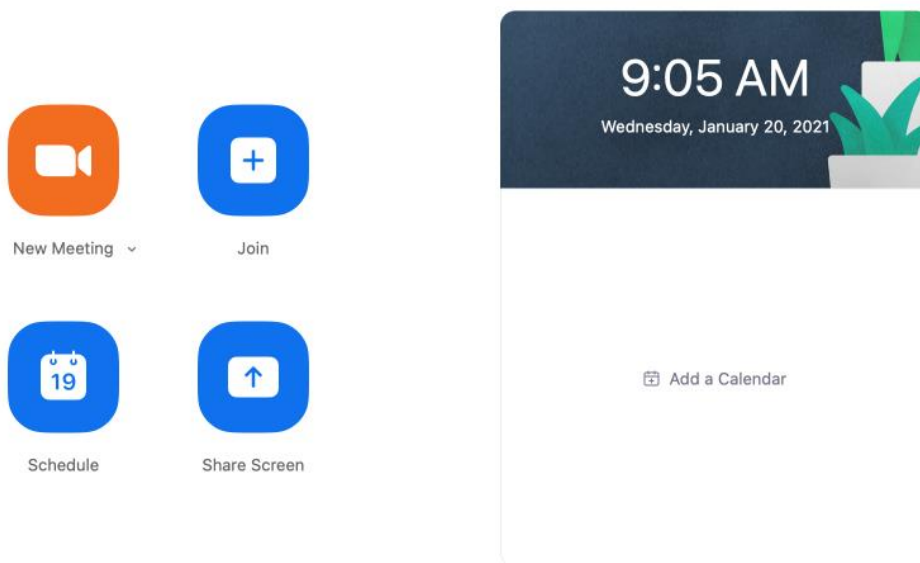 New Meeting
Join
19
Schedule
Share Screen
9:05 AM
Wednesday, January 20, 2021
Add a Calendar